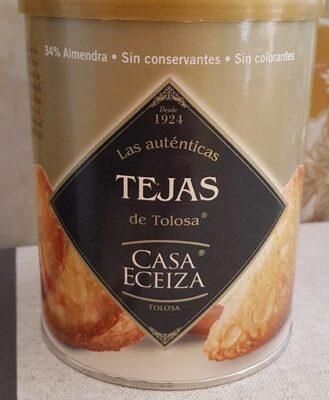 34% Almendra • Sin conservantes • Sin colorantes
Desde
1924
Las auténticas
TEJAS
de Tolosa®
CASA®
ECEIZA
TOLOSA